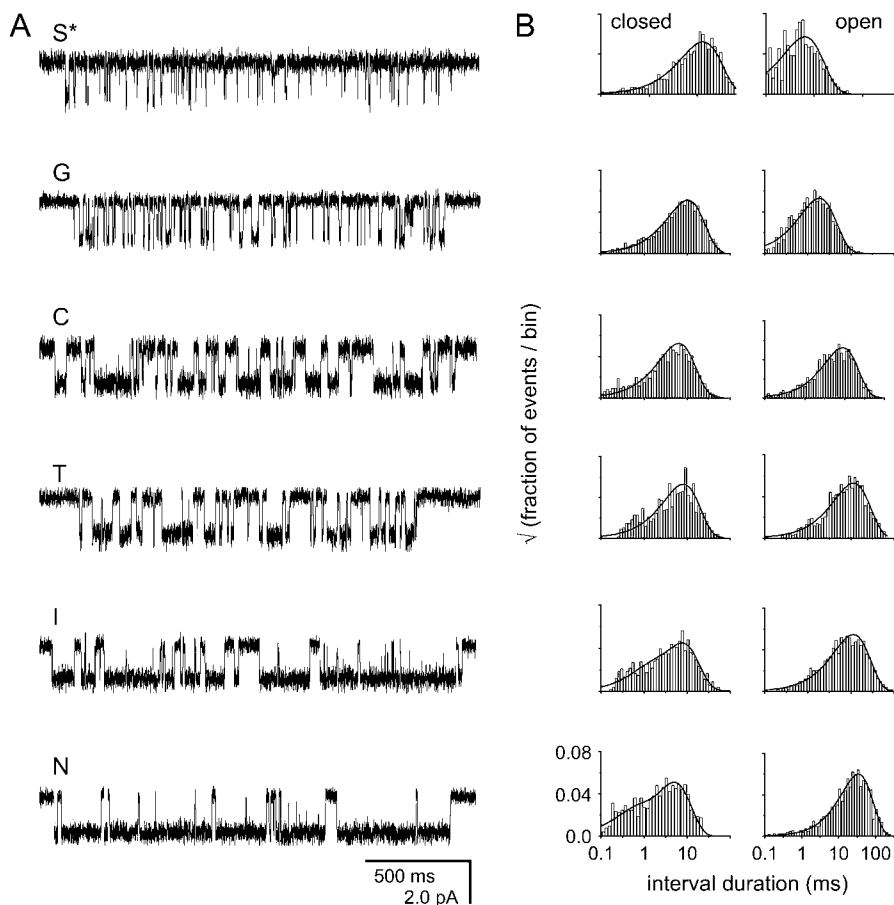 A
B
S*
closed
open
G
C
T
I
N
√ (fraction of events / bin)
0.08
0.04
0.0
0.1
1
10
0.1
1
10
100
interval duration (ms)
500 ms
2.0 pA